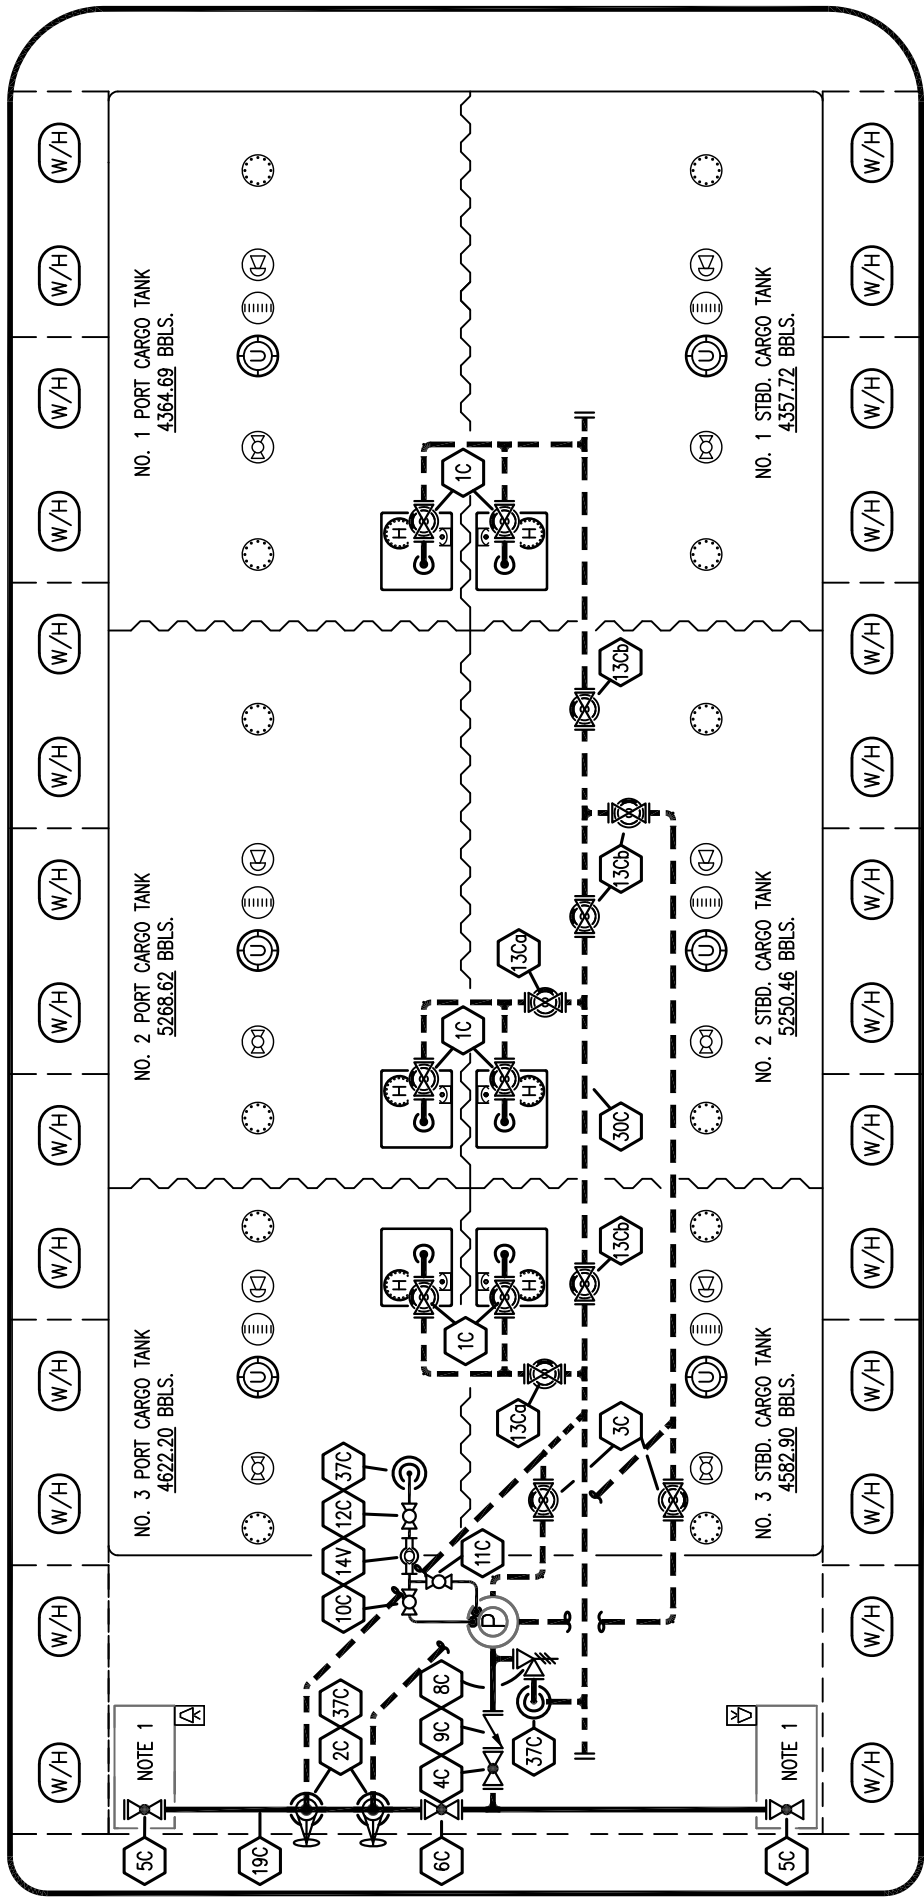 W/H
W/H
W/H
W/H
W/H
W/H
W/H
W/H
W/H
W/H
W/H
W/H
W/H
W/H
5C
NOTE 1
NO. 3 PORT CARGO TANK
4622.20 BBLS.
NO. 2 PORT CARGO TANK
5268.62 BBLS.
NO. 1 PORT CARGO TANK
4364.69 BBLS.
19C
U
U
U
2C
37C
10C
14V
12C
37C
H
H
H
6C
4C
9C
8C
1C
1C
1C
11C
P
37C
13Ca
13Ca
H
H
H
3C
13Cb
30C
13Cb
13Cb
U
U
U
NO. 3 STBD. CARGO TANK
4582.90 BBLS.
NO. 2 STBD. CARGO TANK
5250.46 BBLS.
NO. 1 STBD. CARGO TANK
4357.72 BBLS.
5C
NOTE 1
W/H
W/H
W/H
W/H
W/H
W/H
W/H
W/H
W/H
W/H
W/H
W/H
W/H
W/H